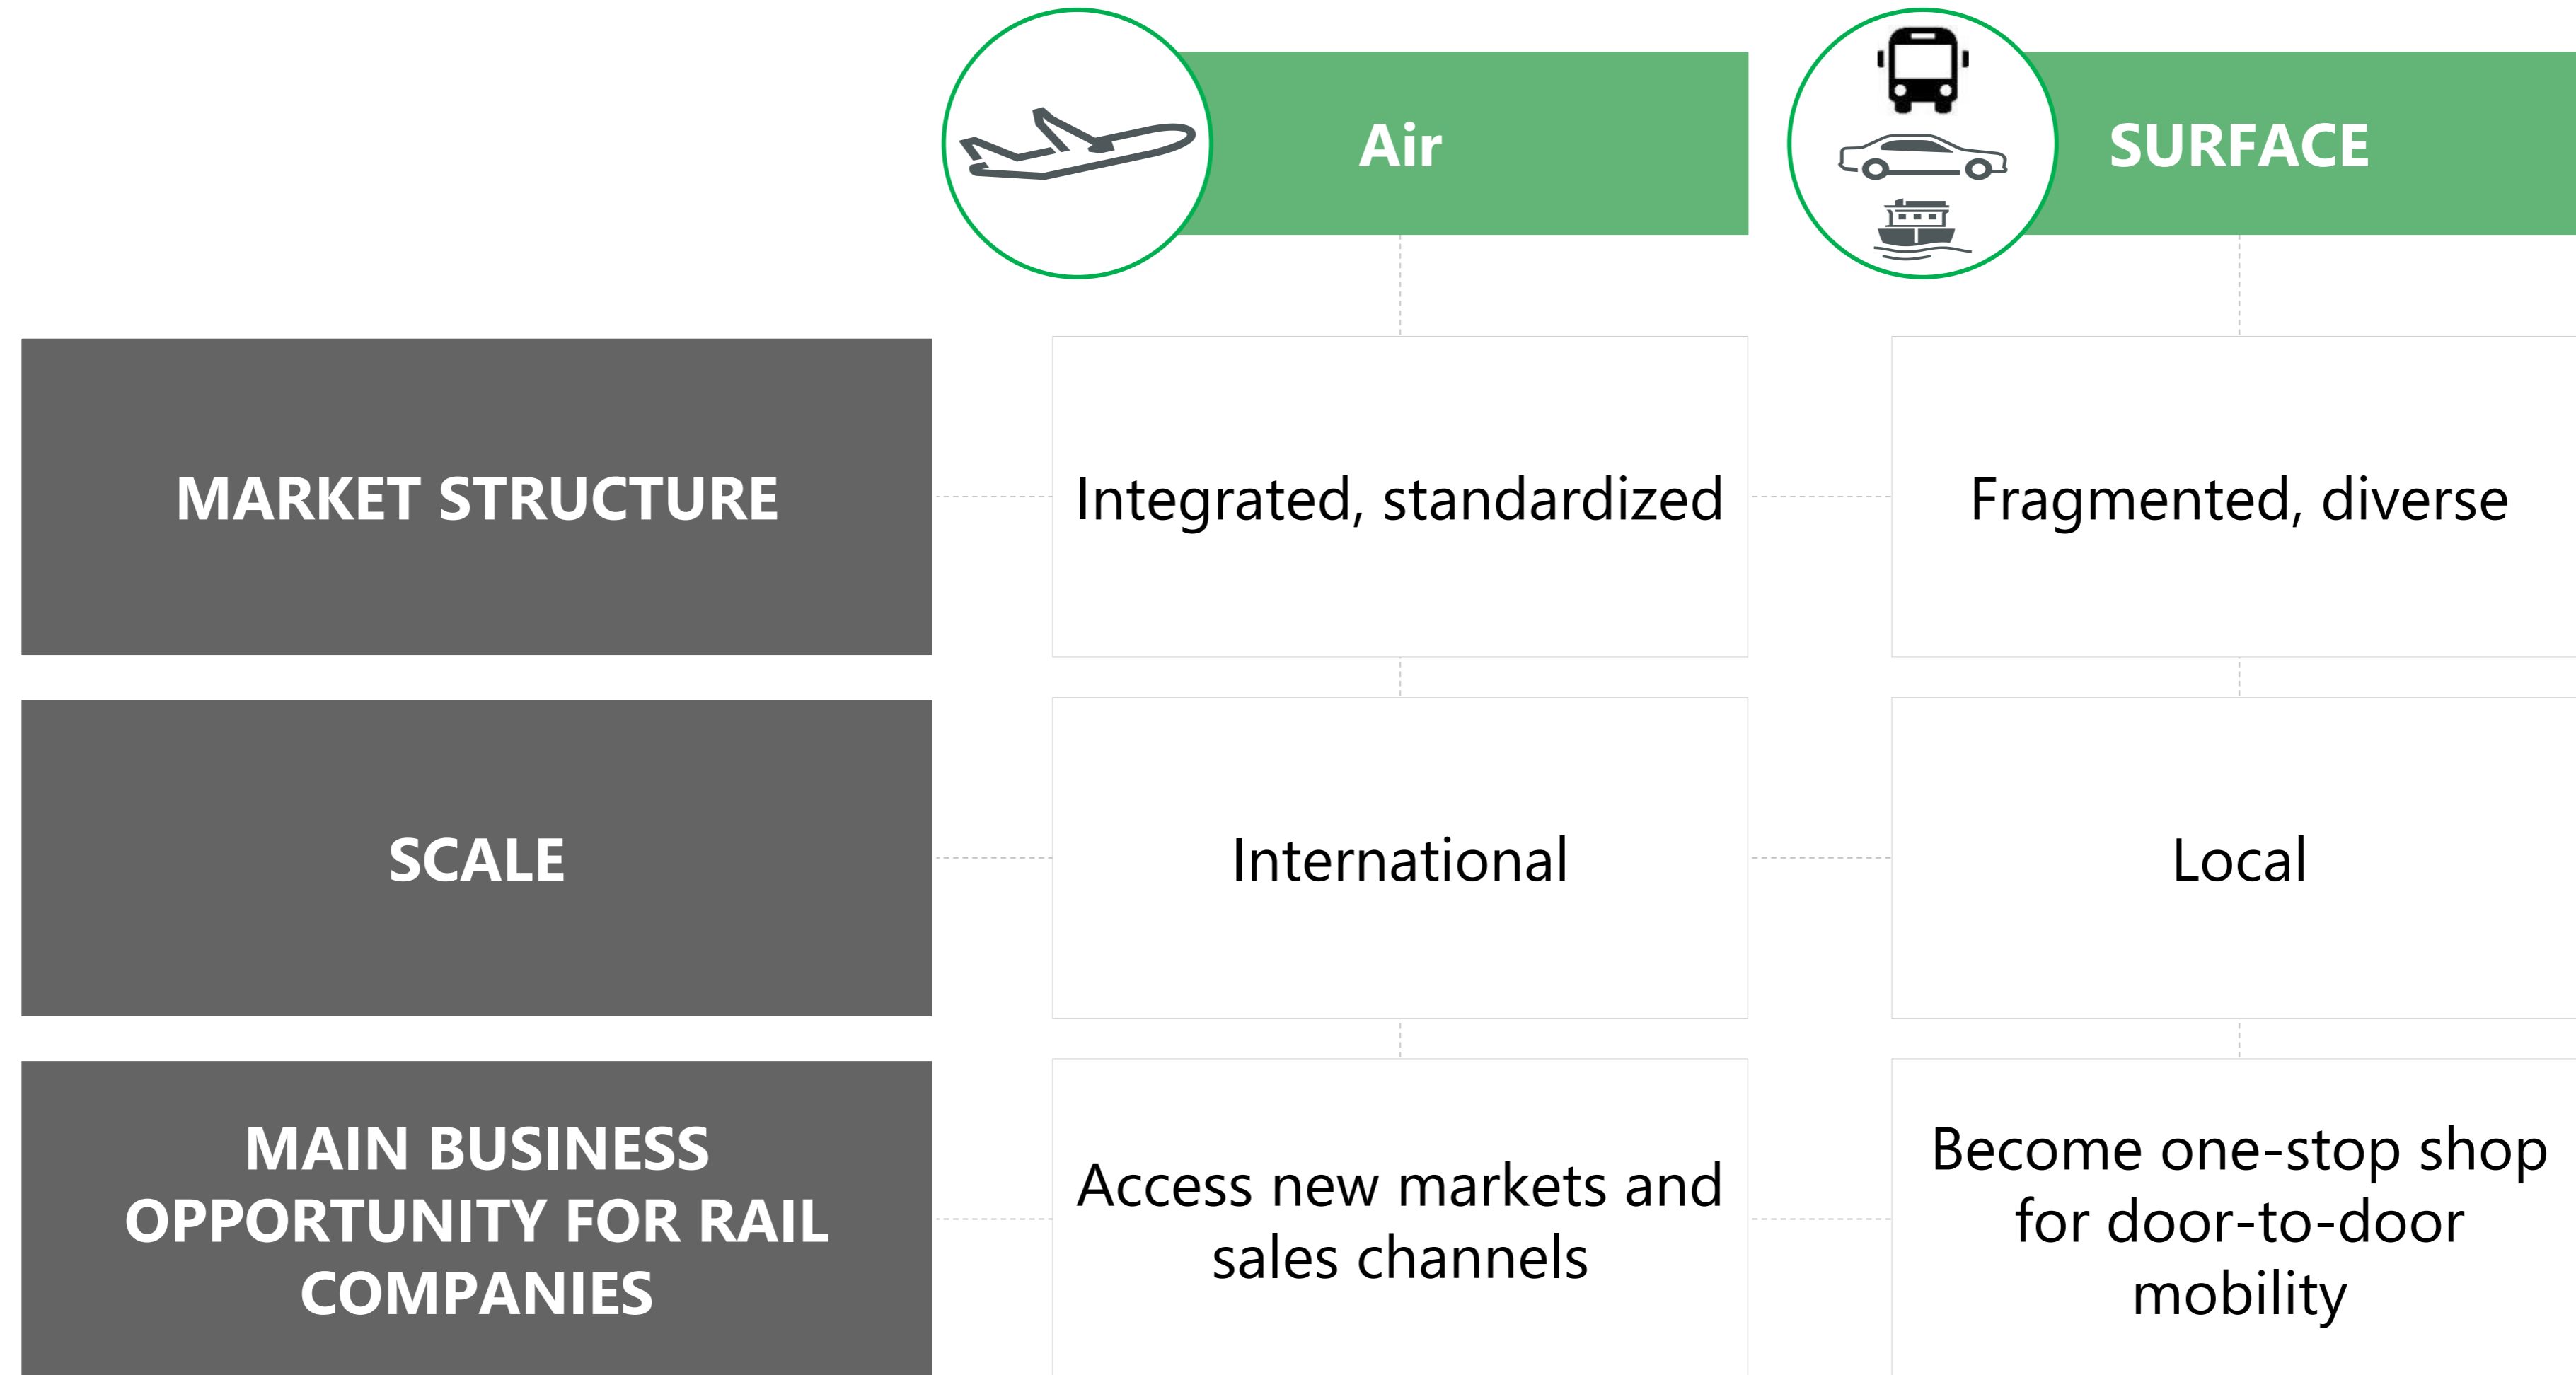 Air
SURFACE
MARKET STRUCTURE
Integrated, standardized
Fragmented, diverse
SCALE
International
Local
MAIN BUSINESS
OPPORTUNITY FOR RAIL
COMPANIES
Access new markets and
sales channels
Become one-stop shop
for door-to-door
mobility